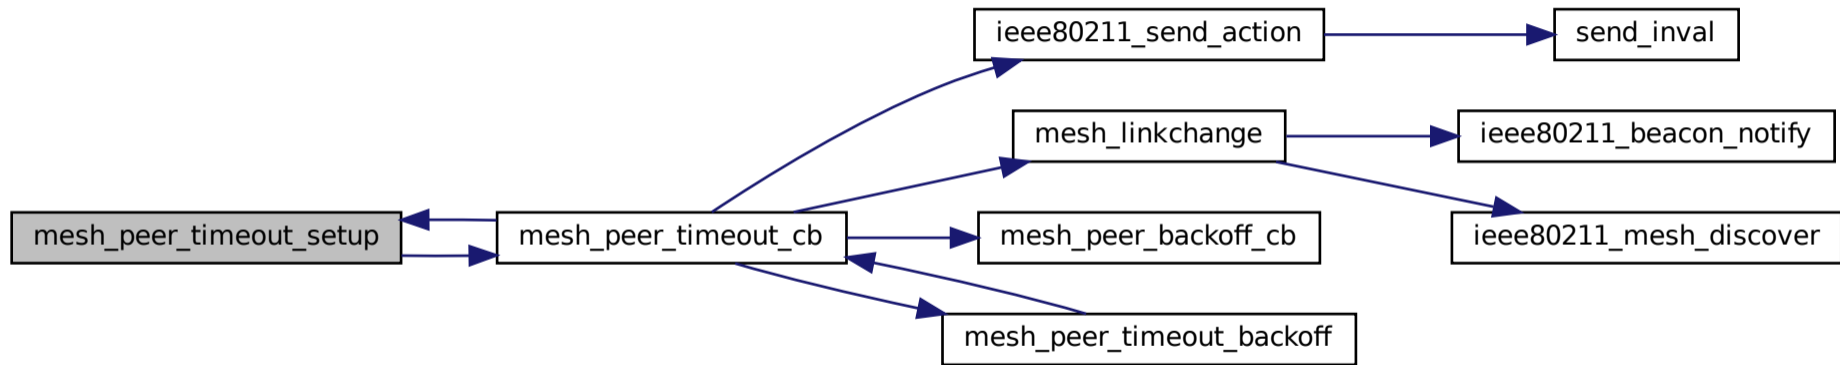 ieee80211_send_action
send_inval
mesh_linkchange
ieee80211_beacon_notify
mesh_peer_timeout_setup
mesh_peer_timeout_cb
mesh_peer_backoff_cb
ieee80211_mesh_discover
mesh_peer_timeout_backoff